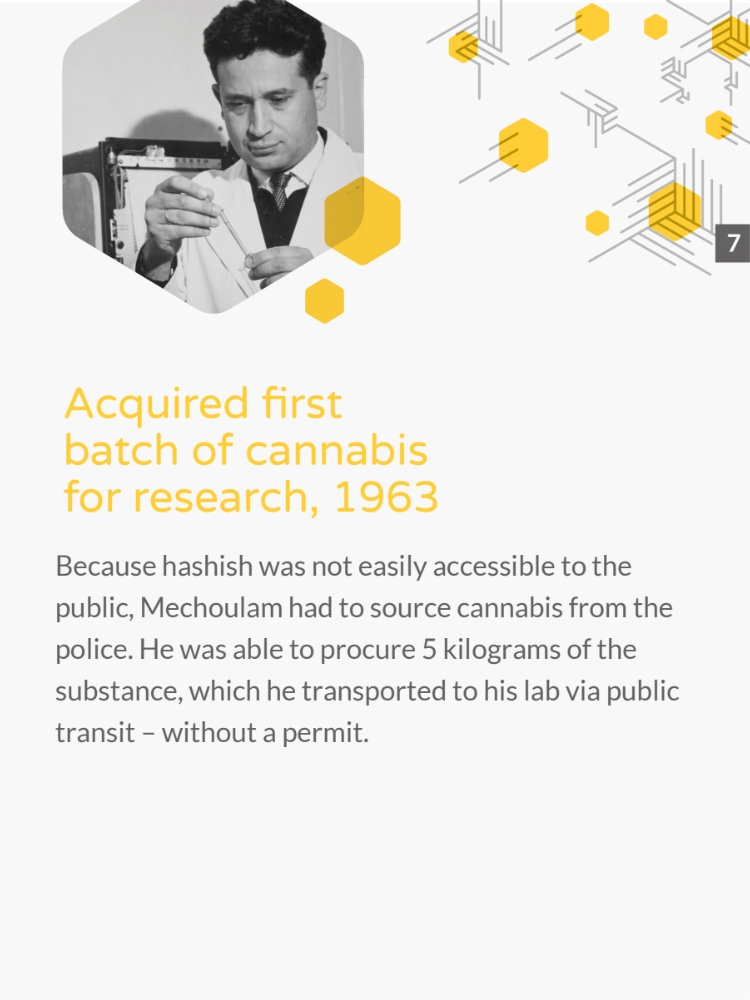 7
Acquired first
batch of cannabis
for research, 1963
Because hashish was not easily accessible to the
public, Mechoulam had to source cannabis from the
police. He was able to procure 5 kilograms of the
substance, which he transported to his lab via public
transit – without a permit.